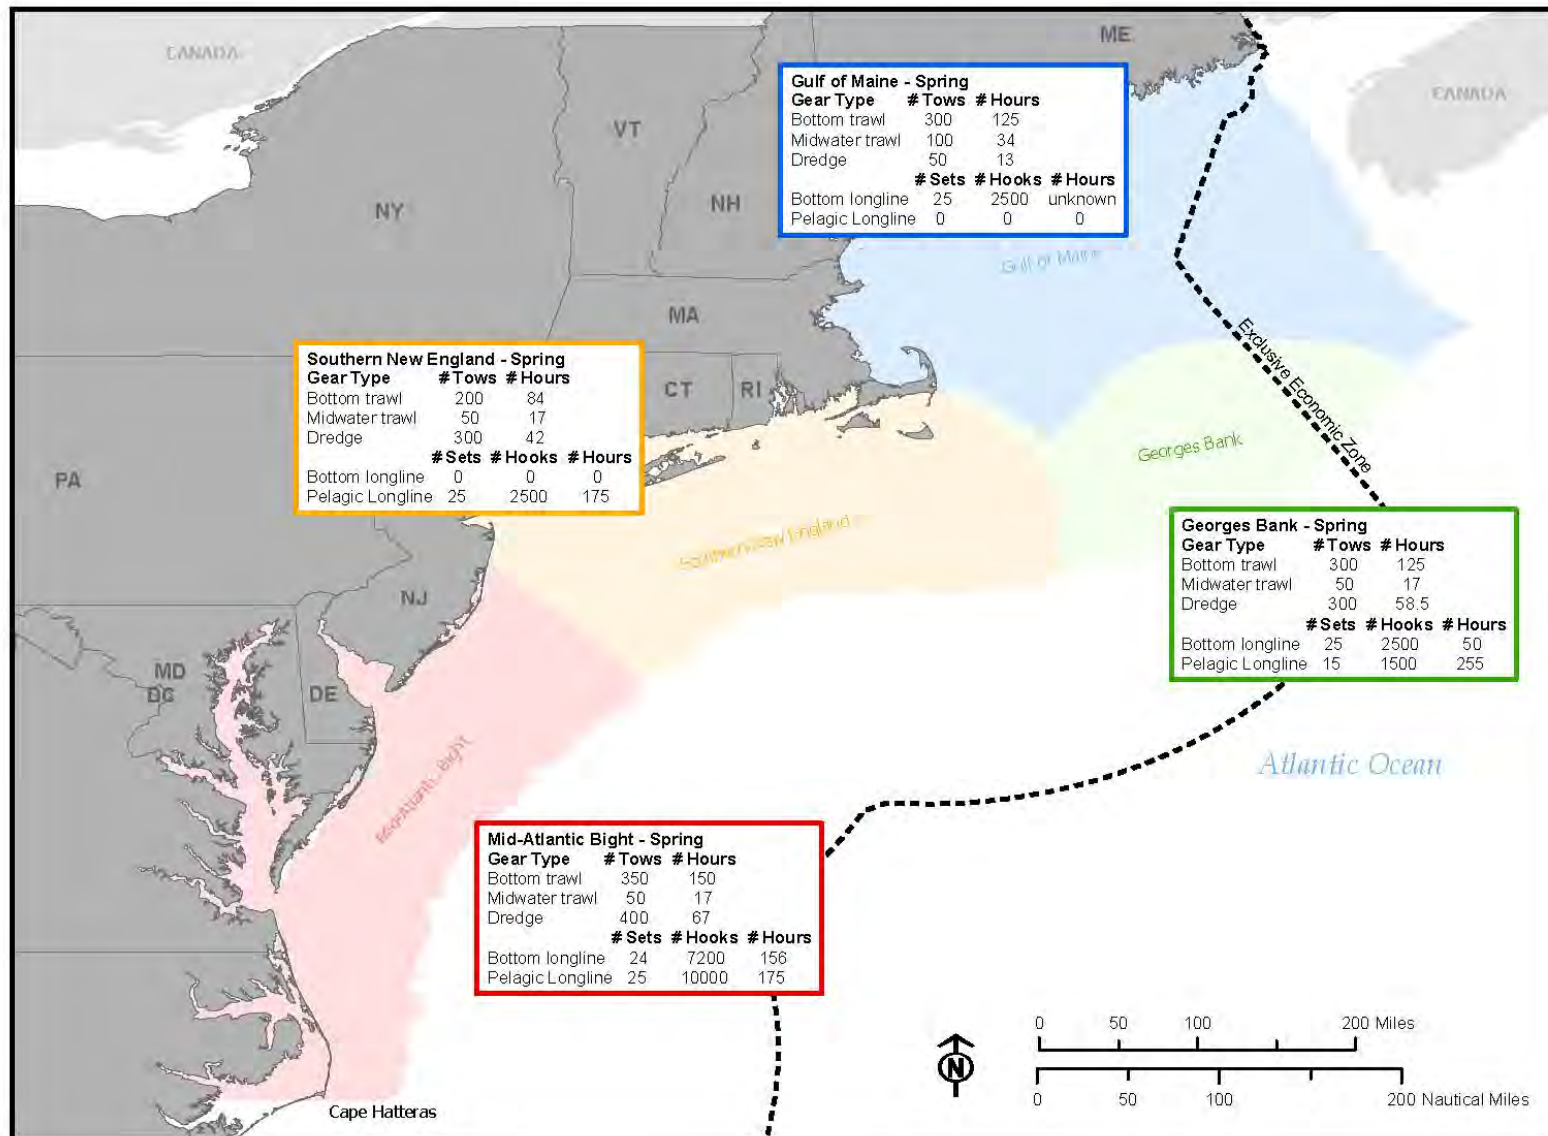 CANADA
ME
CANADA
VT
NH
NY
Gulf of Maine - Spring
Gear Type # Tows # Hours
Bottom trawl 300 125
Midwater trawl 100 34
Dredge 50 13
# Sets # Hooks # Hours
Bottom longline 25 2500 unknown
Pelagic Longline 0 0 0
Gulf of Maine
MA
Exclusive Economic Zone
Southern New England - Spring
Gear Type # Tows # Hours
Bottom trawl 200 84
Midwater trawl 50 17
Dredge 300 42
# Sets # Hooks # Hours
Bottom longline 0 0 0
Pelagic Longline 25 2500 175
CT
RI
PA
Georges Bank
Southern New England
Georges Bank - Spring
Gear Type # Tows # Hours
Bottom trawl 300 125
Midwater trawl 50 17
Dredge 300 58.5
# Sets # Hooks # Hours
Bottom longline 25 2500 50
Pelagic Longline 15 1500 255
NJ
MD
DC
DE
Atlantic Ocean
Mid-Atlantic Bight
Mid-Atlantic Bight - Spring
Gear Type # Tows # Hours
Bottom trawl 350 150
Midwater trawl 50 17
Dredge 400 67
# Sets # Hooks # Hours
Bottom longline 24 7200 156
Pelagic Longline 25 10000 175
N
0 50 100 200 Miles
0 50 100 200 Nautical Miles
Cape Hatteras